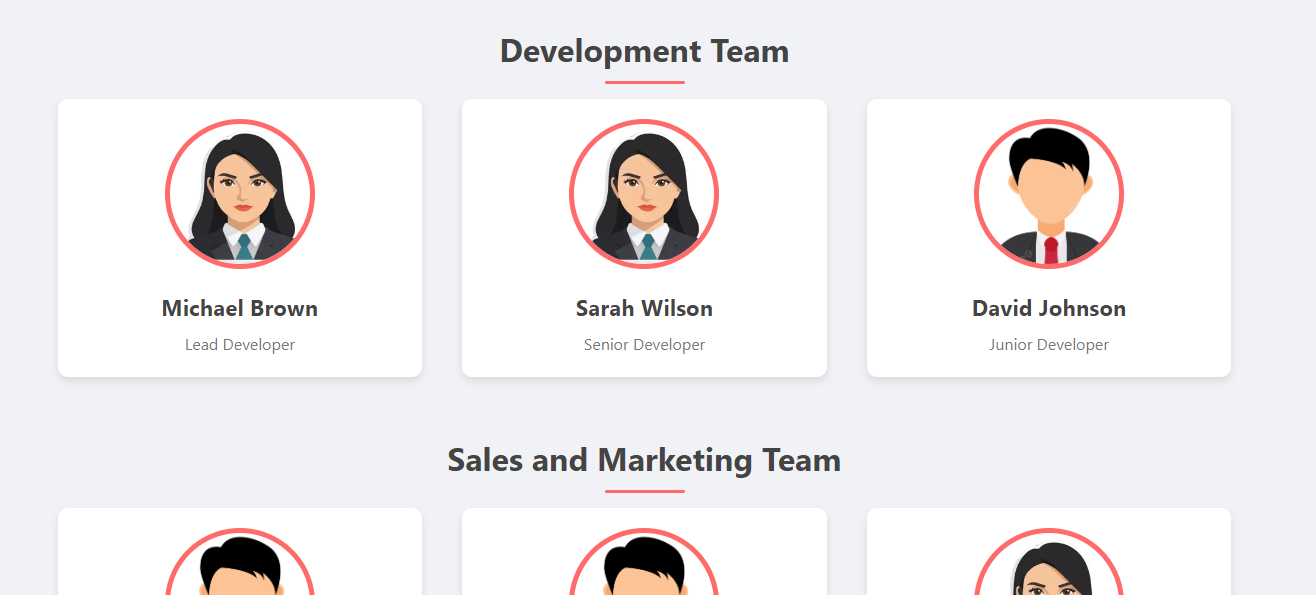 Development Team
Michael Brown
Lead Developer
Sarah Wilson
Senior Developer
David Johnson
Junior Developer
Sales and Marketing Team